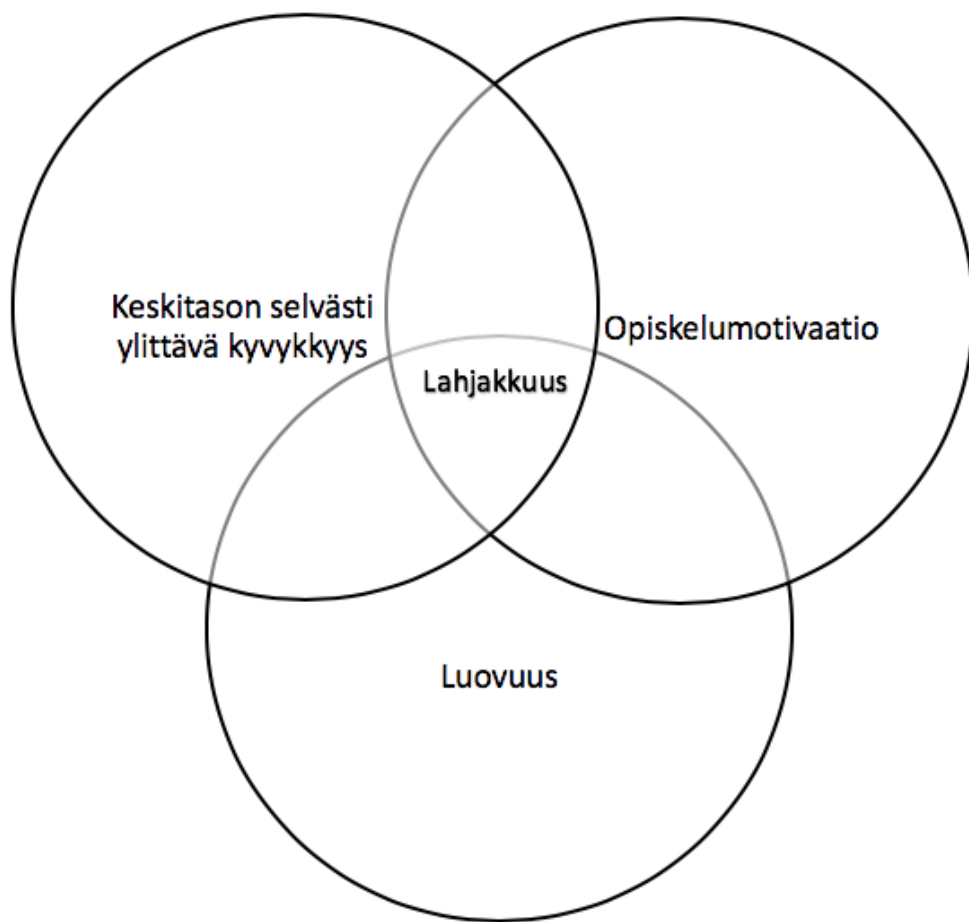 Keskitason selvästi
ylittävä kyvykkyys
Opiskelumotivaatio
Lahjakkuus
Luovuus